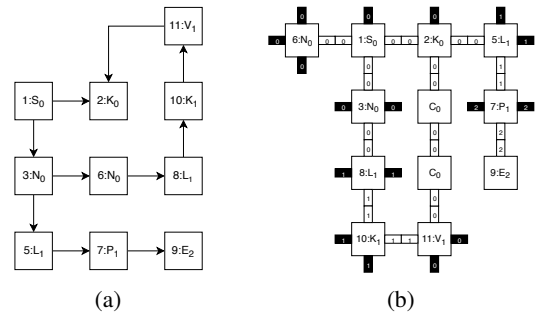 11:V₁
1:S₀ 2:K₀ 10:K₁
3:N₀ 6:N₀ 8:L₁
5:L₁ 7:P₁ 9:E₂
(a)
0 0 0 1
0 6:N₀ 0 0 1:S₀ 0 0 2:K₀ 0 0 5:L₁ 1
0 0 0 1
0 0 1
0 3:N₀ 0 C₀ 2 7:P₁ 2
0 0 2
0 0 2
1 8:L₁ 1 C₀ 9:E₂
1 0
1 0
1 10:K₁ 1 1 11:V₁ 0
1 0
(b)